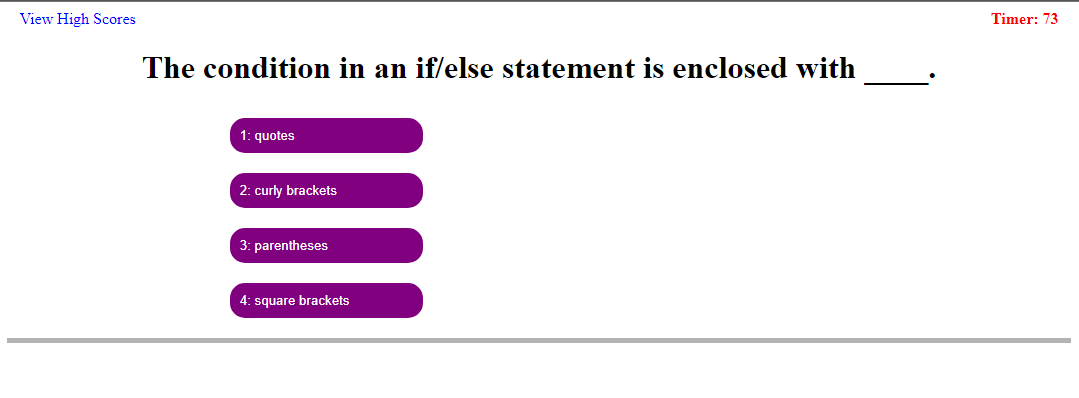 View High Scores
Timer: 73
The condition in an if/else statement is enclosed with ____.
1: quotes
2: curly brackets
3: parentheses
4: square brackets